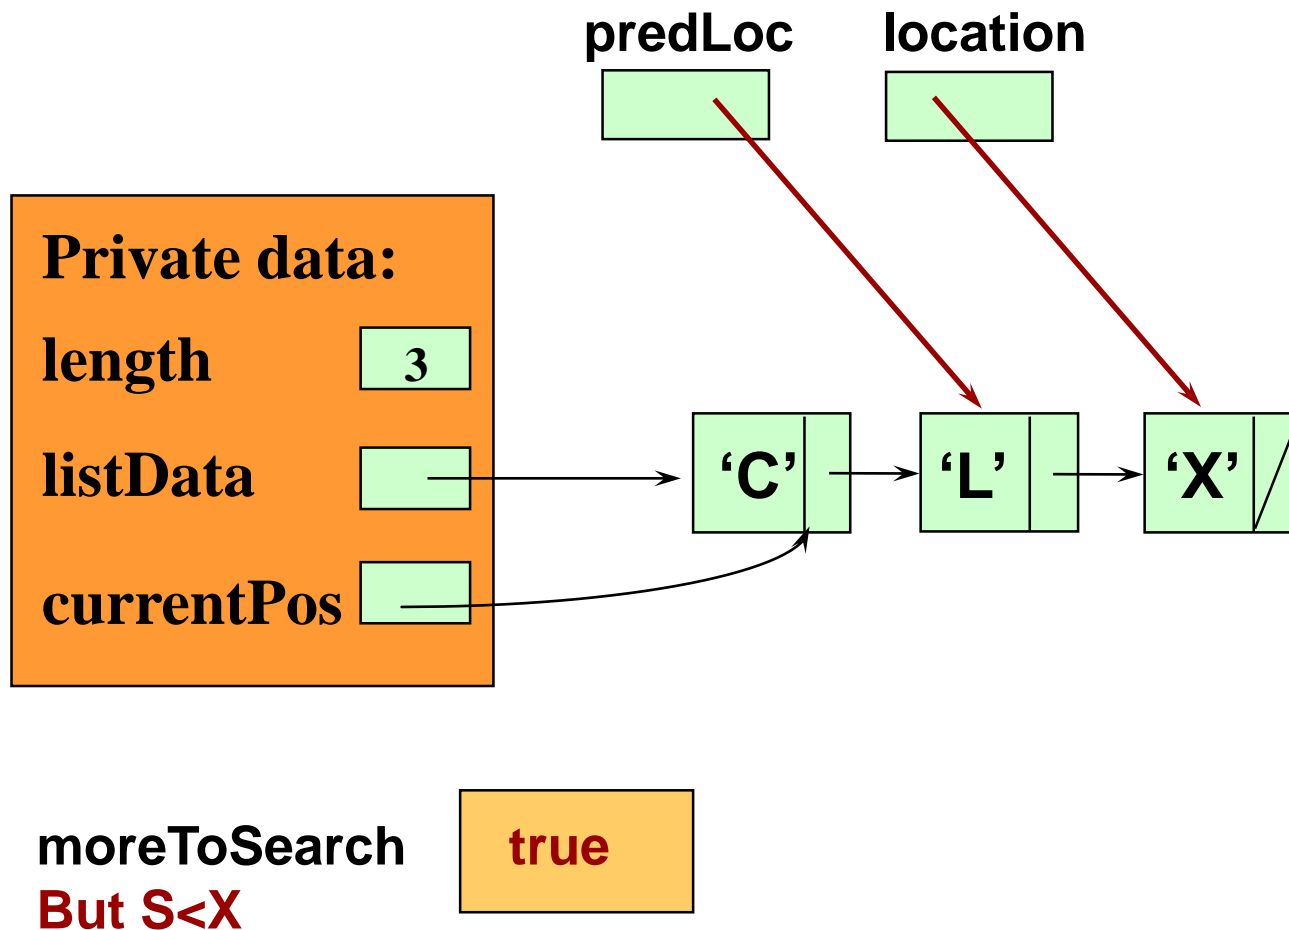 predLoc location
Private data:
length 3
listData
‘C’ ‘L’ ‘X’
currentPos
moreToSearch true
But S<X